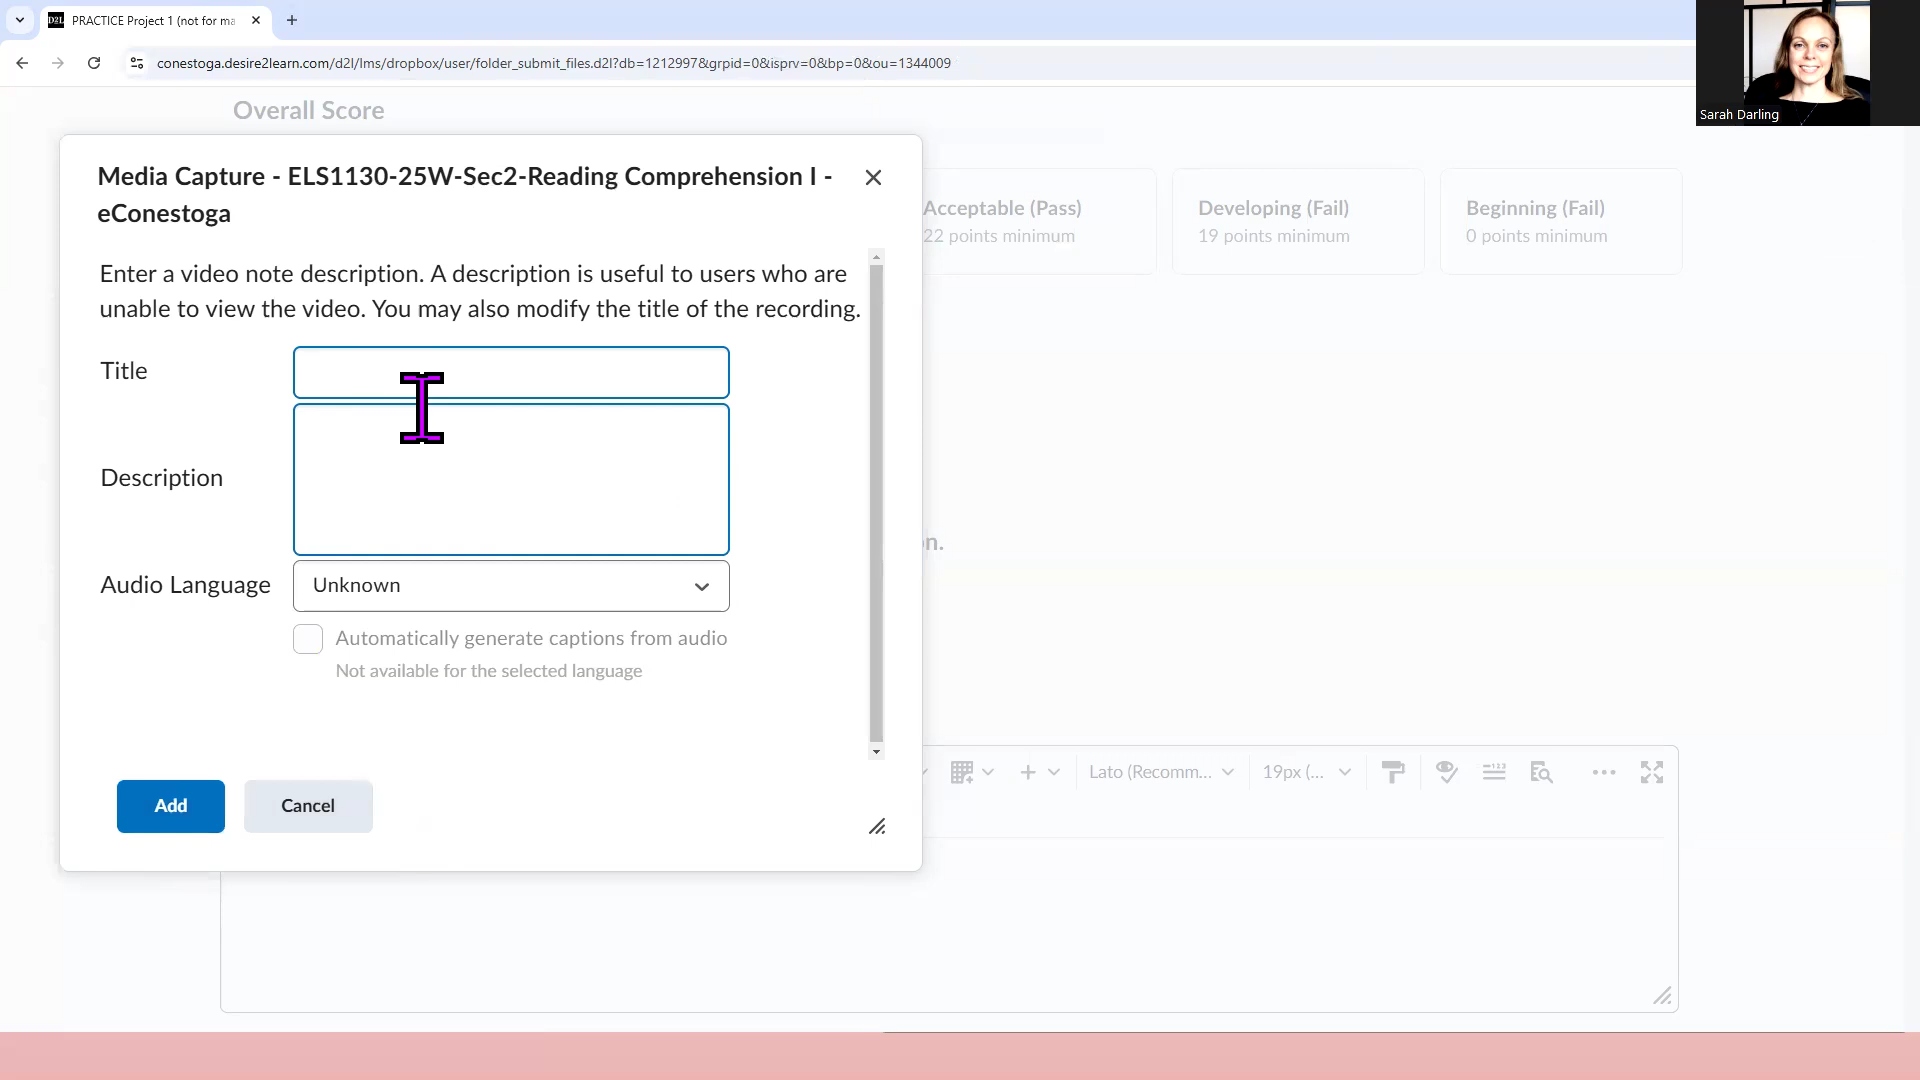 PRACTICE Project 1 (not for ma
conestoga.desire2learn.com/d2l/lms/dropbox/user/folder_submit_files.d2l?db=1212997&grpid=0&isprv=0&bp=0&ou=1344009
Sarah Darling
Overall Score
Media Capture - ELS1130-25W-Sec2-Reading Comprehension I -
eConestoga
Acceptable (Pass)
22 points minimum
Developing (Fail)
19 points minimum
Beginning (Fail)
0 points minimum
Enter a video note description. A description is useful to users who are
unable to view the video. You may also modify the title of the recording.
Title
Description
on.
Audio Language
Unknown
Automatically generate captions from audio
Not available for the selected language
Add
Cancel
Lato (Recomm...
19px (...